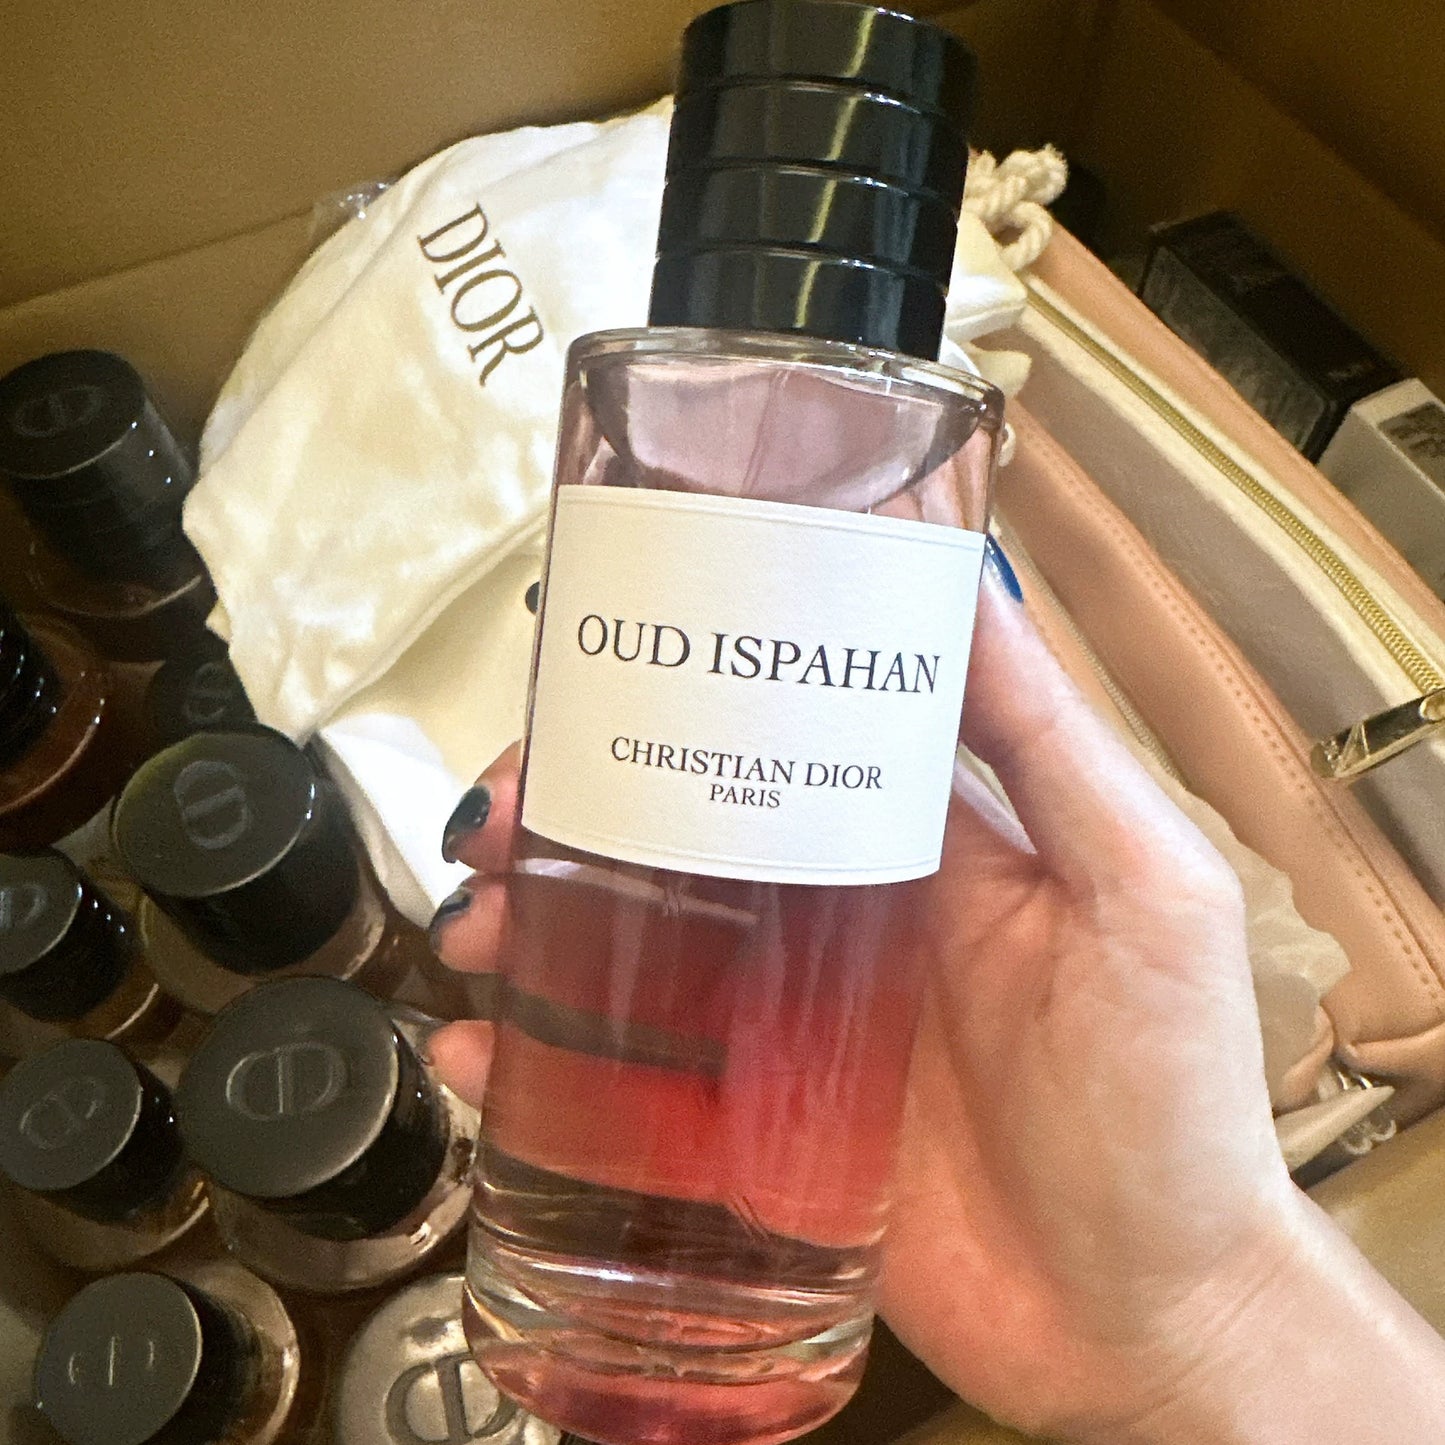 DIOR
OUD ISPAHAN
CHRISTIAN DIOR
PARIS